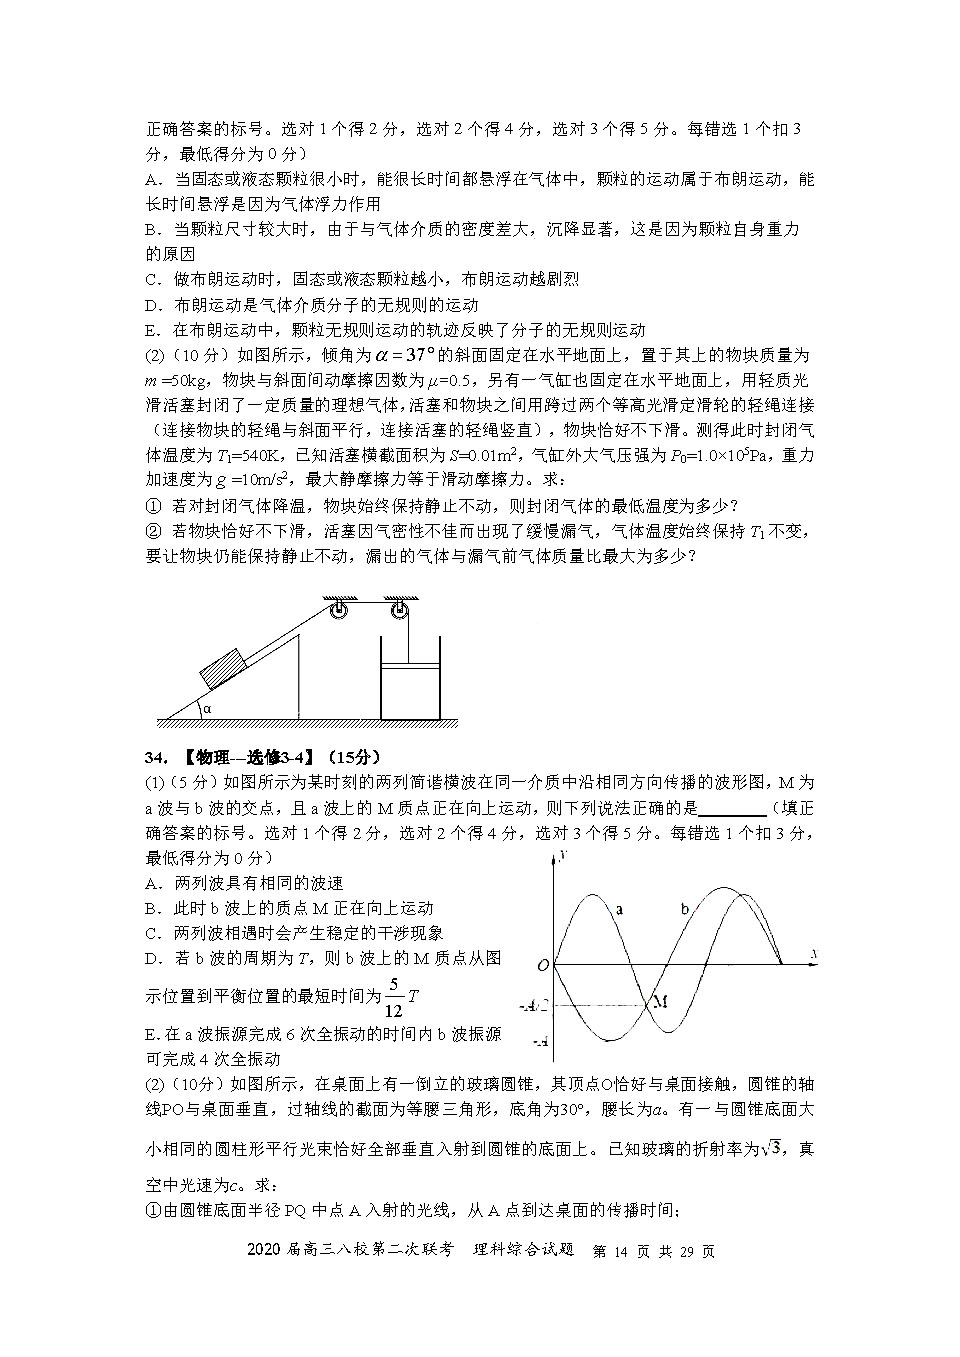 正确答案的标号。选对 1 个得 2 分，选对 2 个得 4 分，选对 3 个得 5 分。每错选 1 个扣 3
分，最低得分为 0 分）
A．当固态或液态颗粒很小时，能很长时间都悬浮在气体中，颗粒的运动属于布朗运动，能
长时间悬浮是因为气体浮力作用
B．当颗粒尺寸较大时，由于与气体介质的密度差大，沉降显著，这是因为颗粒自身重力
的原因
C．做布朗运动时，固态或液态颗粒越小，布朗运动越剧烈
D．布朗运动是气体介质分子的无规则的运动
E．在布朗运动中，颗粒无规则运动的轨迹反映了分子的无规则运动
(2)（10 分）如图所示，倾角为 α = 37° 的斜面固定在水平地面上，置于其上的物块质量为
m =50kg，物块与斜面间动摩擦因数为 μ=0.5，另有一气缸也固定在水平地面上，用轻质光
滑活塞封闭了一定质量的理想气体，活塞和物块之间用跨过两个等高光滑定滑轮的轻绳连接
（连接物块的轻绳与斜面平行，连接活塞的轻绳竖直），物块恰好不下滑。测得此时封闭气
体温度为 T₁=540K，已知活塞横截面积为 S=0.01m²，气缸外大气压强为 P₀=1.0×10⁵Pa，重力
加速度为 g =10m/s²，最大静摩擦力等于滑动摩擦力。求：
① 若对封闭气体降温，物块始终保持静止不动，则封闭气体的最低温度为多少？
② 若物块恰好不下滑，活塞因气密性不佳而出现了缓慢漏气，气体温度始终保持 T₁ 不变，
要让物块仍能保持静止不动，漏出的气体与漏气前气体质量比最大为多少？
α
34．【物理---选修3-4】（15分）
(1)（5 分）如图所示为某时刻的两列简谐横波在同一介质中沿相同方向传播的波形图，M 为
a 波与 b 波的交点，且 a 波上的 M 质点正在向上运动，则下列说法正确的是________（填正
确答案的标号。选对 1 个得 2 分，选对 2 个得 4 分，选对 3 个得 5 分。每错选 1 个扣 3 分，
最低得分为 0 分）
A．两列波具有相同的波速
B．此时 b 波上的质点 M 正在向上运动
C．两列波相遇时会产生稳定的干涉现象
D．若 b 波的周期为 T，则 b 波上的 M 质点从图
示位置到平衡位置的最短时间为 5/12 T
E.在 a 波振源完成 6 次全振动的时间内 b 波振源
可完成 4 次全振动
y
a
b
O
x
-A/2
M
-A
(2)（10分）如图所示，在桌面上有一倒立的玻璃圆锥，其顶点O恰好与桌面接触，圆锥的轴
线PO与桌面垂直，过轴线的截面为等腰三角形，底角为30°，腰长为a。有一与圆锥底面大
小相同的圆柱形平行光束恰好全部垂直入射到圆锥的底面上。已知玻璃的折射率为√3，真
空中光速为c。求：
①由圆锥底面半径 PQ 中点 A 入射的光线，从 A 点到达桌面的传播时间；
2020 届高三八校第二次联考 理科综合试题 第 14 页 共 29 页